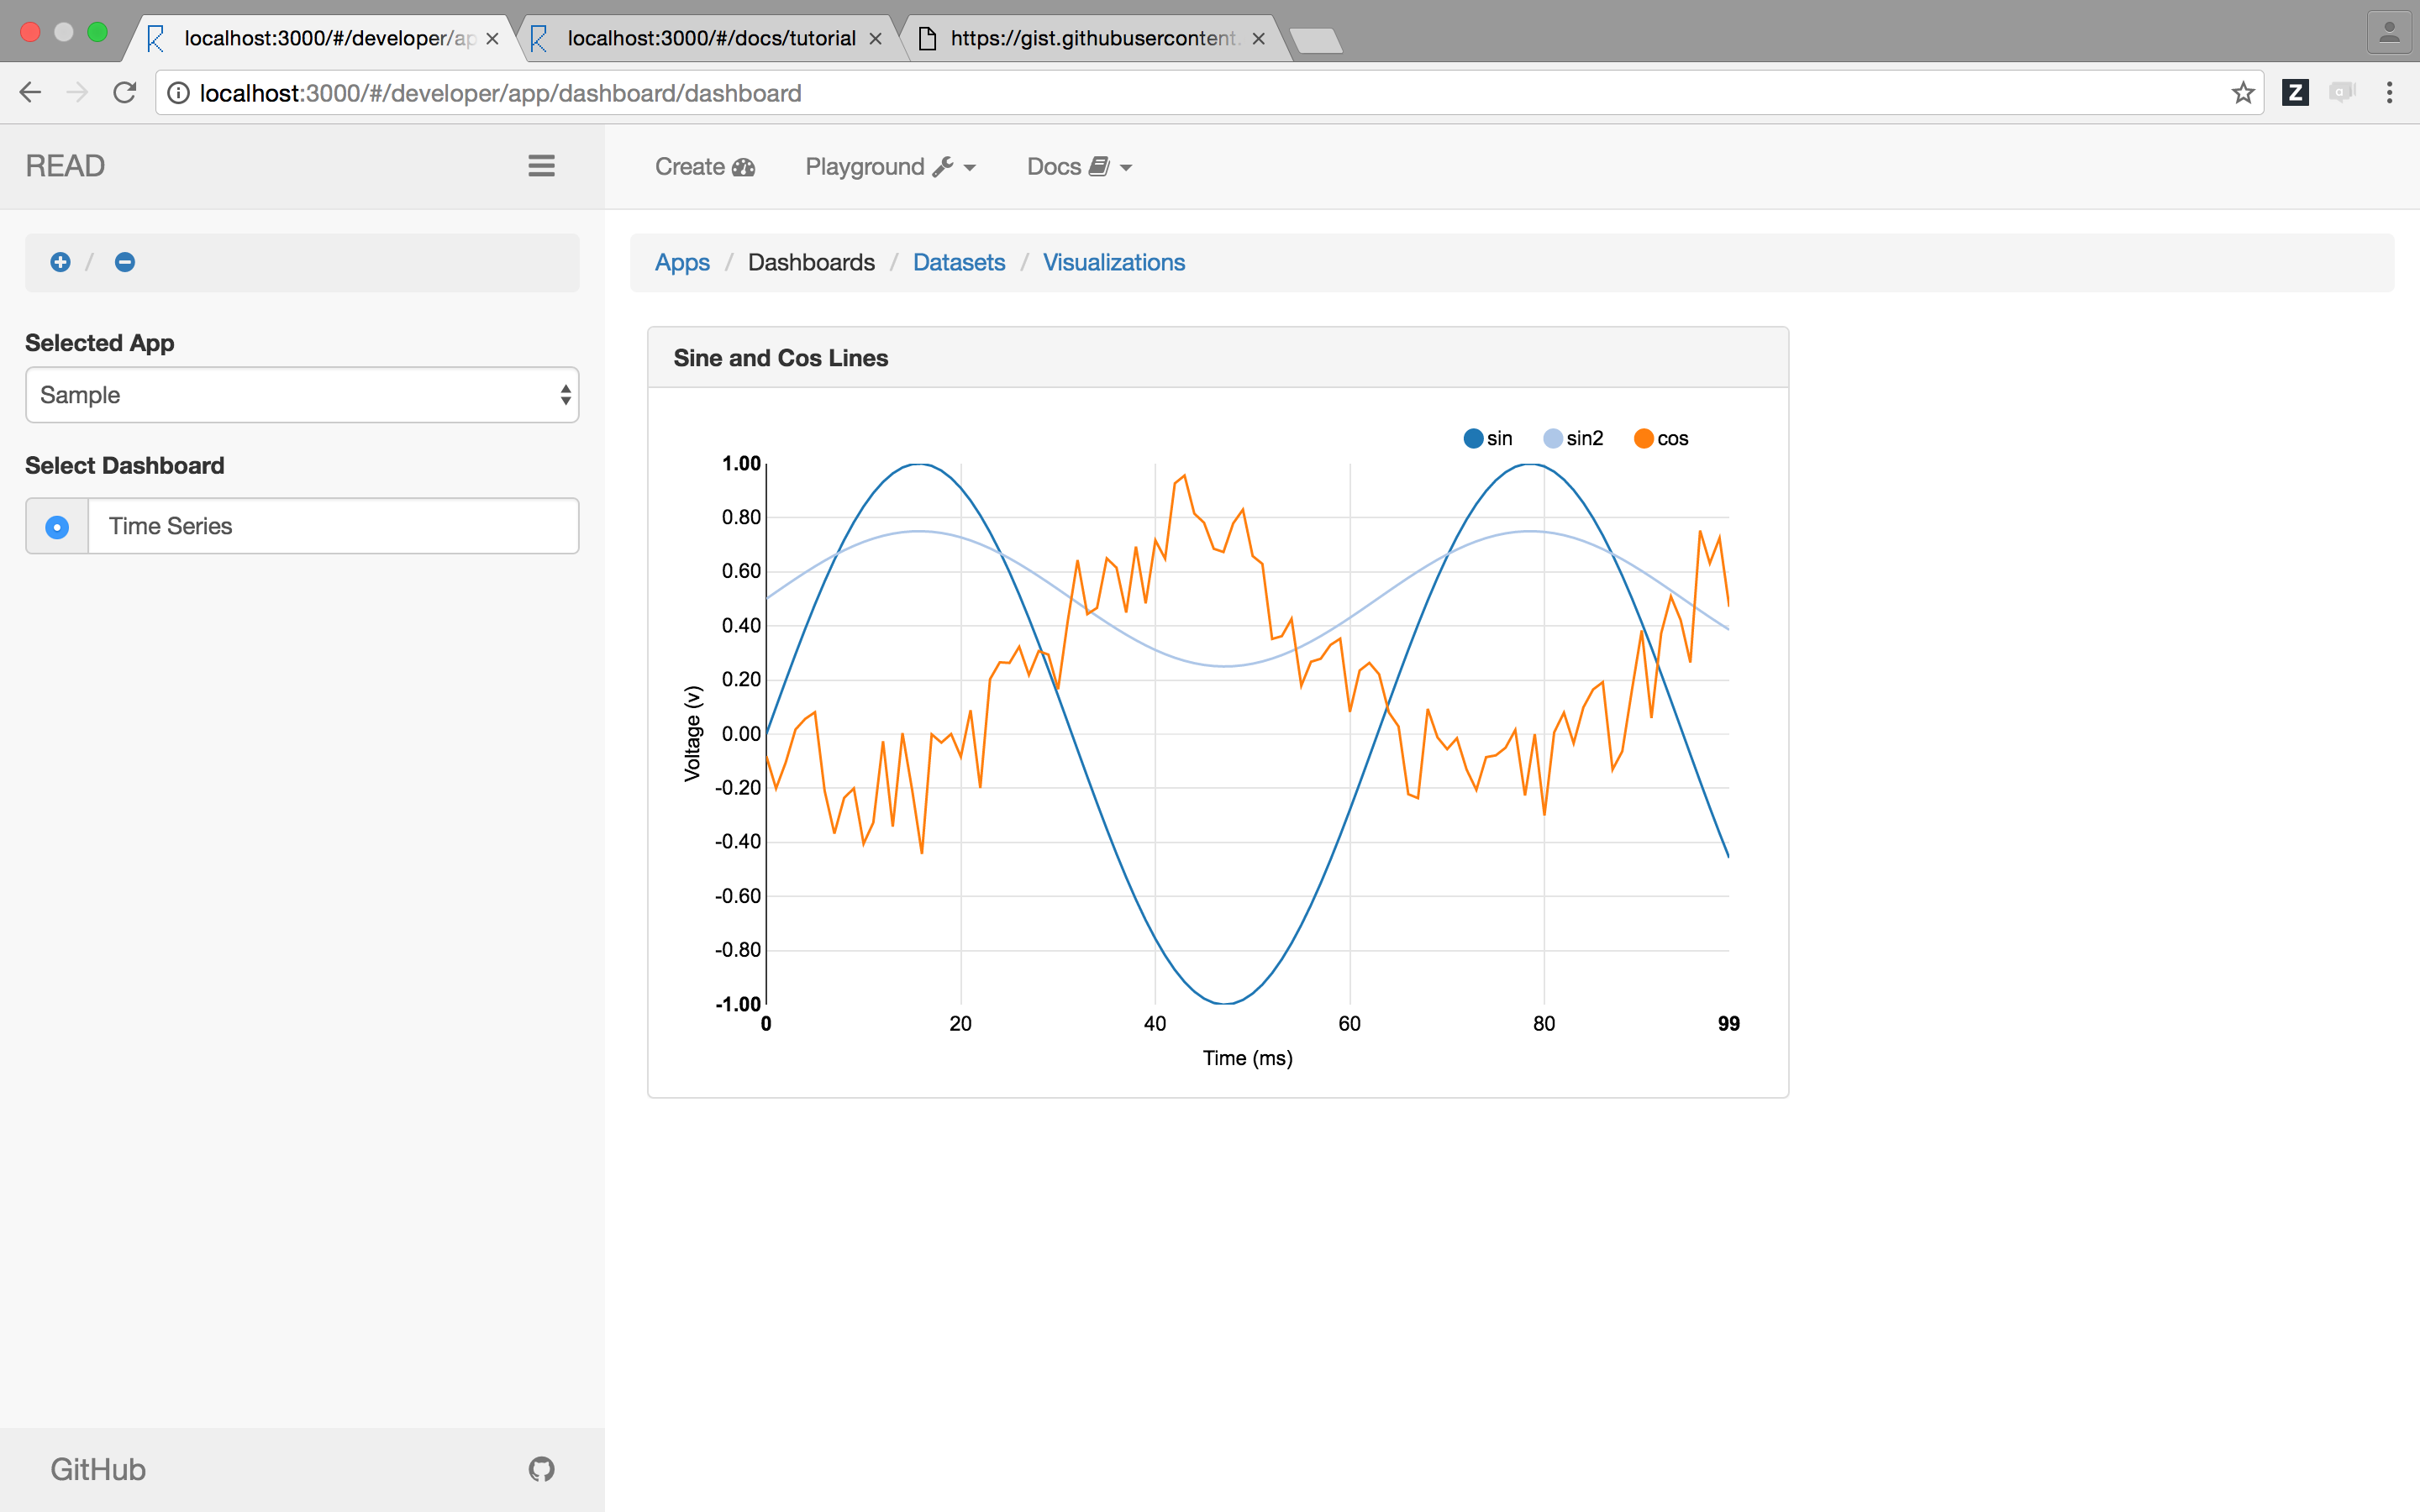 localhost:3000/#/developer/ap
localhost:3000/#/docs/tutorial
https://gist.githubusercontent.
localhost:3000/#/developer/app/dashboard/dashboard
Z
a
READ
Create
Playground
Docs
/
Apps / Dashboards / Datasets / Visualizations
Selected App
Sample
Select Dashboard
Time Series
Sine and Cos Lines
sin
sin2
cos
1.00
0.80
0.60
0.40
0.20
0.00
-0.20
-0.40
-0.60
-0.80
-1.00
Voltage (v)
0
20
40
60
80
99
Time (ms)
GitHub